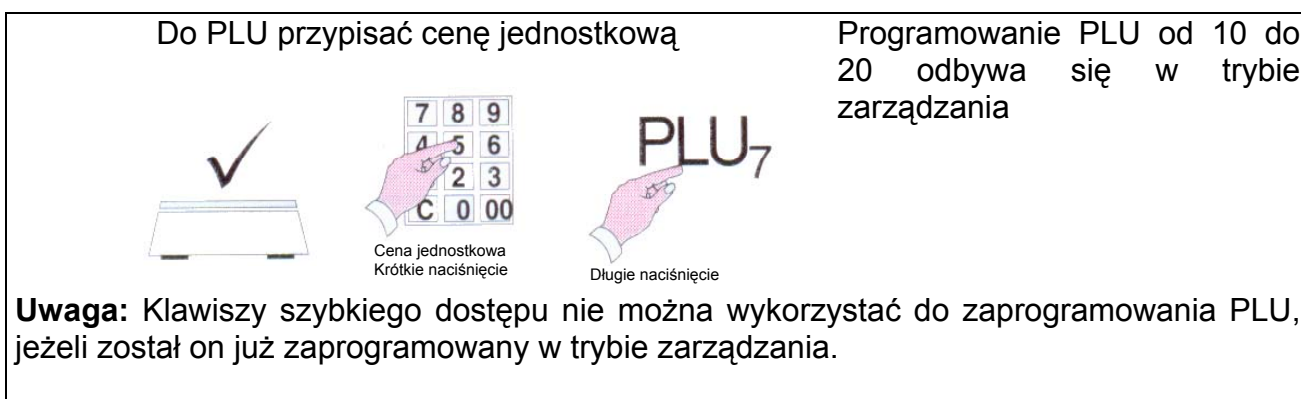 Do PLU przypisać cenę jednostkową
Programowanie PLU od 10 do
20 odbywa się w trybie
zarządzania
7 8 9
4 5 6
2 3
C 0 00
PLU7
Cena jednostkowa
Krótkie naciśnięcie
Długie naciśnięcie
Uwaga: Klawiszy szybkiego dostępu nie można wykorzystać do zaprogramowania PLU,
jeżeli został on już zaprogramowany w trybie zarządzania.